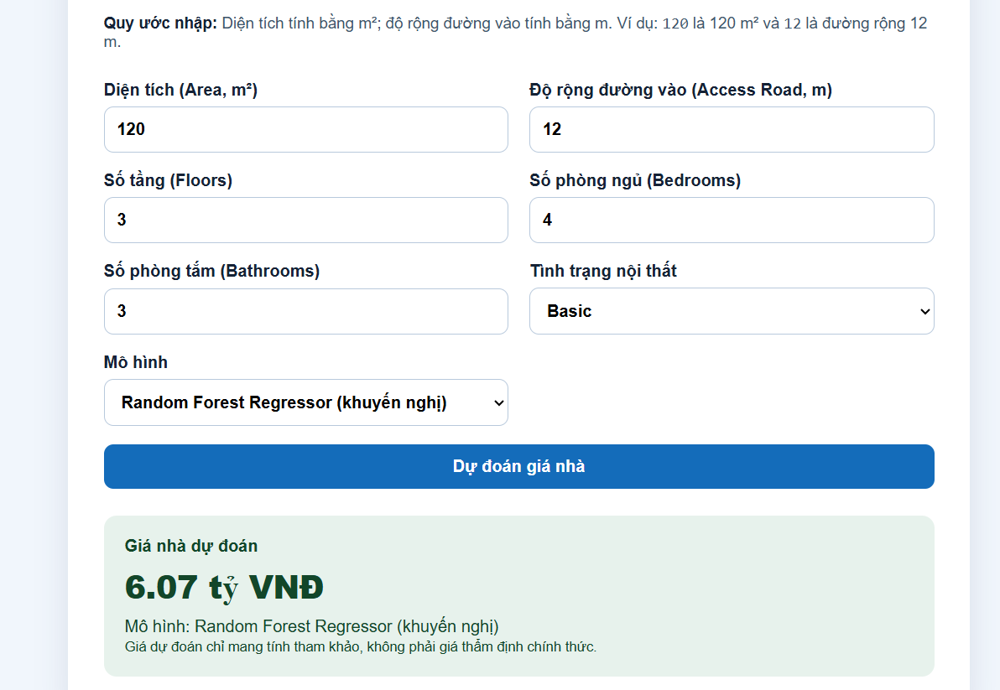 Quy ước nhập: Diện tích tính bằng m²; độ rộng đường vào tính bằng m. Ví dụ: 120 là 120 m² và 12 là đường rộng 12
m.
Diện tích (Area, m²)
Độ rộng đường vào (Access Road, m)
120
12
Số tầng (Floors)
Số phòng ngủ (Bedrooms)
3
4
Số phòng tắm (Bathrooms)
Tình trạng nội thất
3
Basic
Mô hình
Random Forest Regressor (khuyến nghị)
Dự đoán giá nhà
Giá nhà dự đoán
6.07 tỷ VNĐ
Mô hình: Random Forest Regressor (khuyến nghị)
Giá dự đoán chỉ mang tính tham khảo, không phải giá thẩm định chính thức.